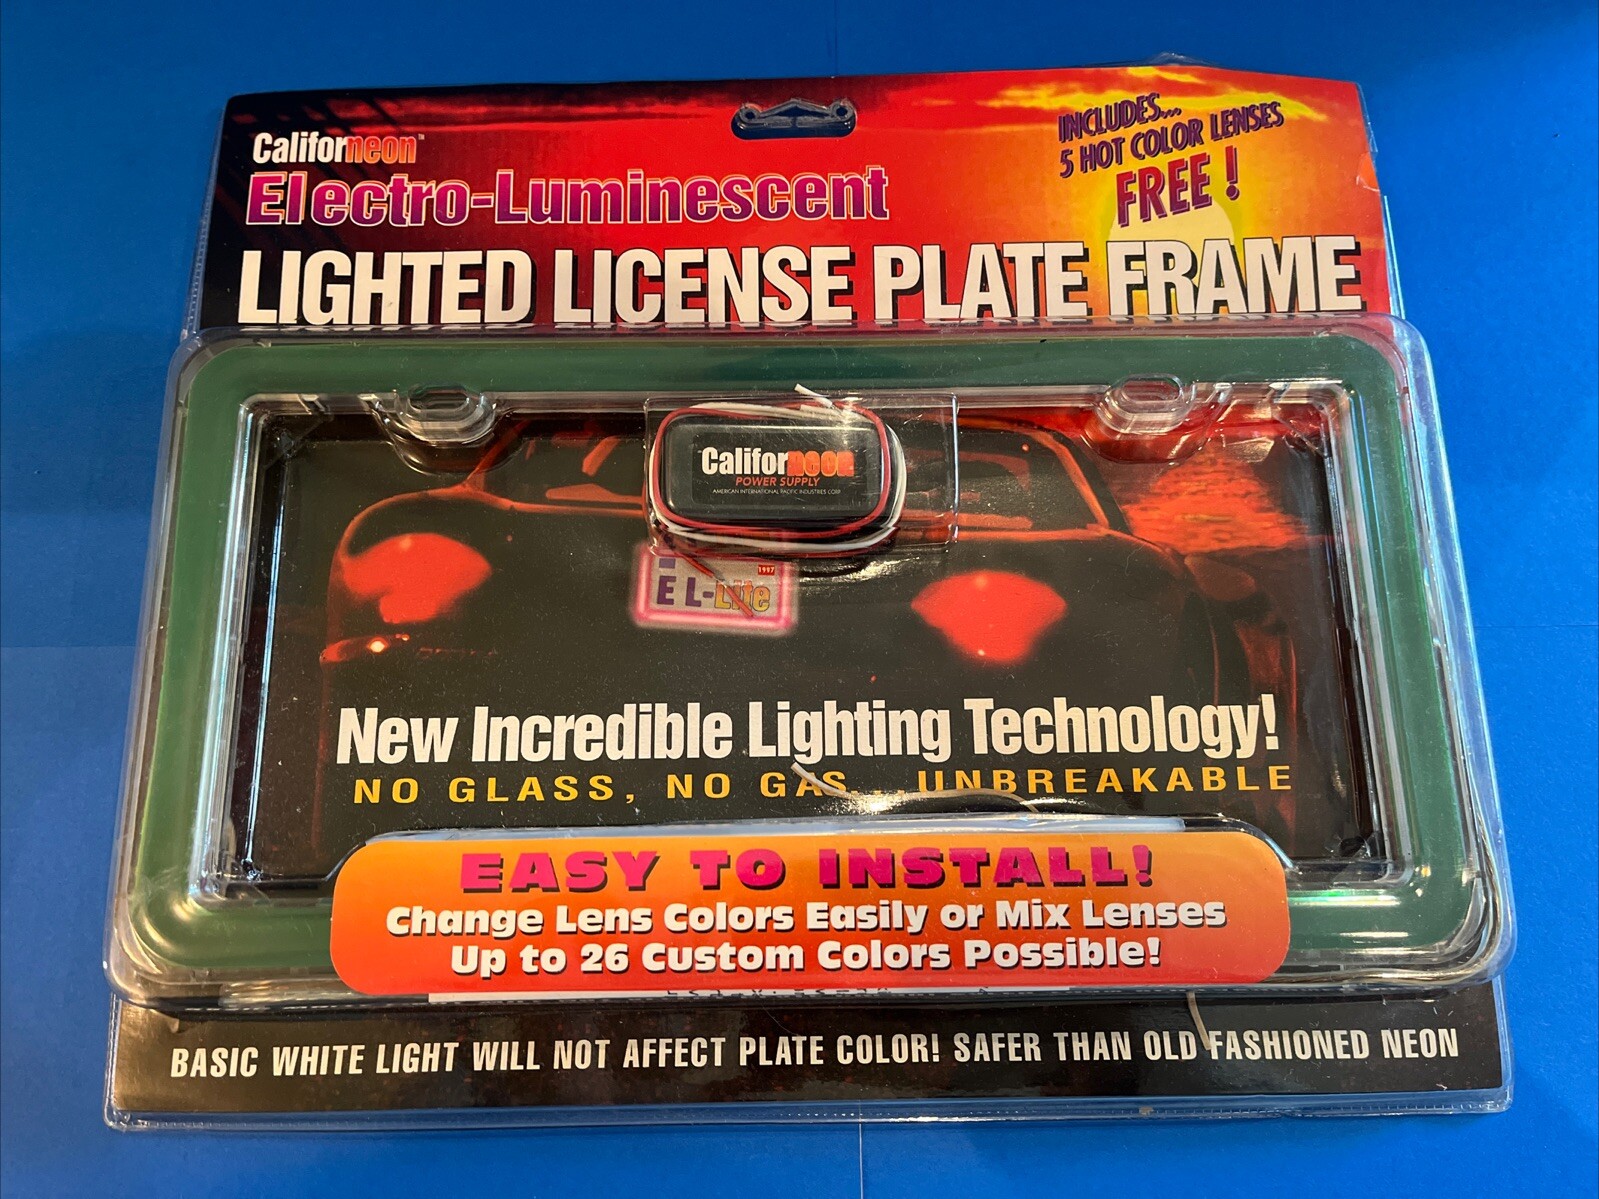 Californeon™
Electro-Luminescent
LIGHTED LICENSE PLATE FRAME
INCLUDES...
5 HOT COLOR LENSES
FREE!
Californeon
POWER SUPPLY
AMERICAN INTERNATIONAL PACIFIC INDUSTRIES CORP.
1997
EL-Lite
New Incredible Lighting Technology!
NO GLASS, NO GAS...UNBREAKABLE
EASY TO INSTALL!
Change Lens Colors Easily or Mix Lenses
Up to 26 Custom Colors Possible!
BASIC WHITE LIGHT WILL NOT AFFECT PLATE COLOR! SAFER THAN OLD FASHIONED NEON